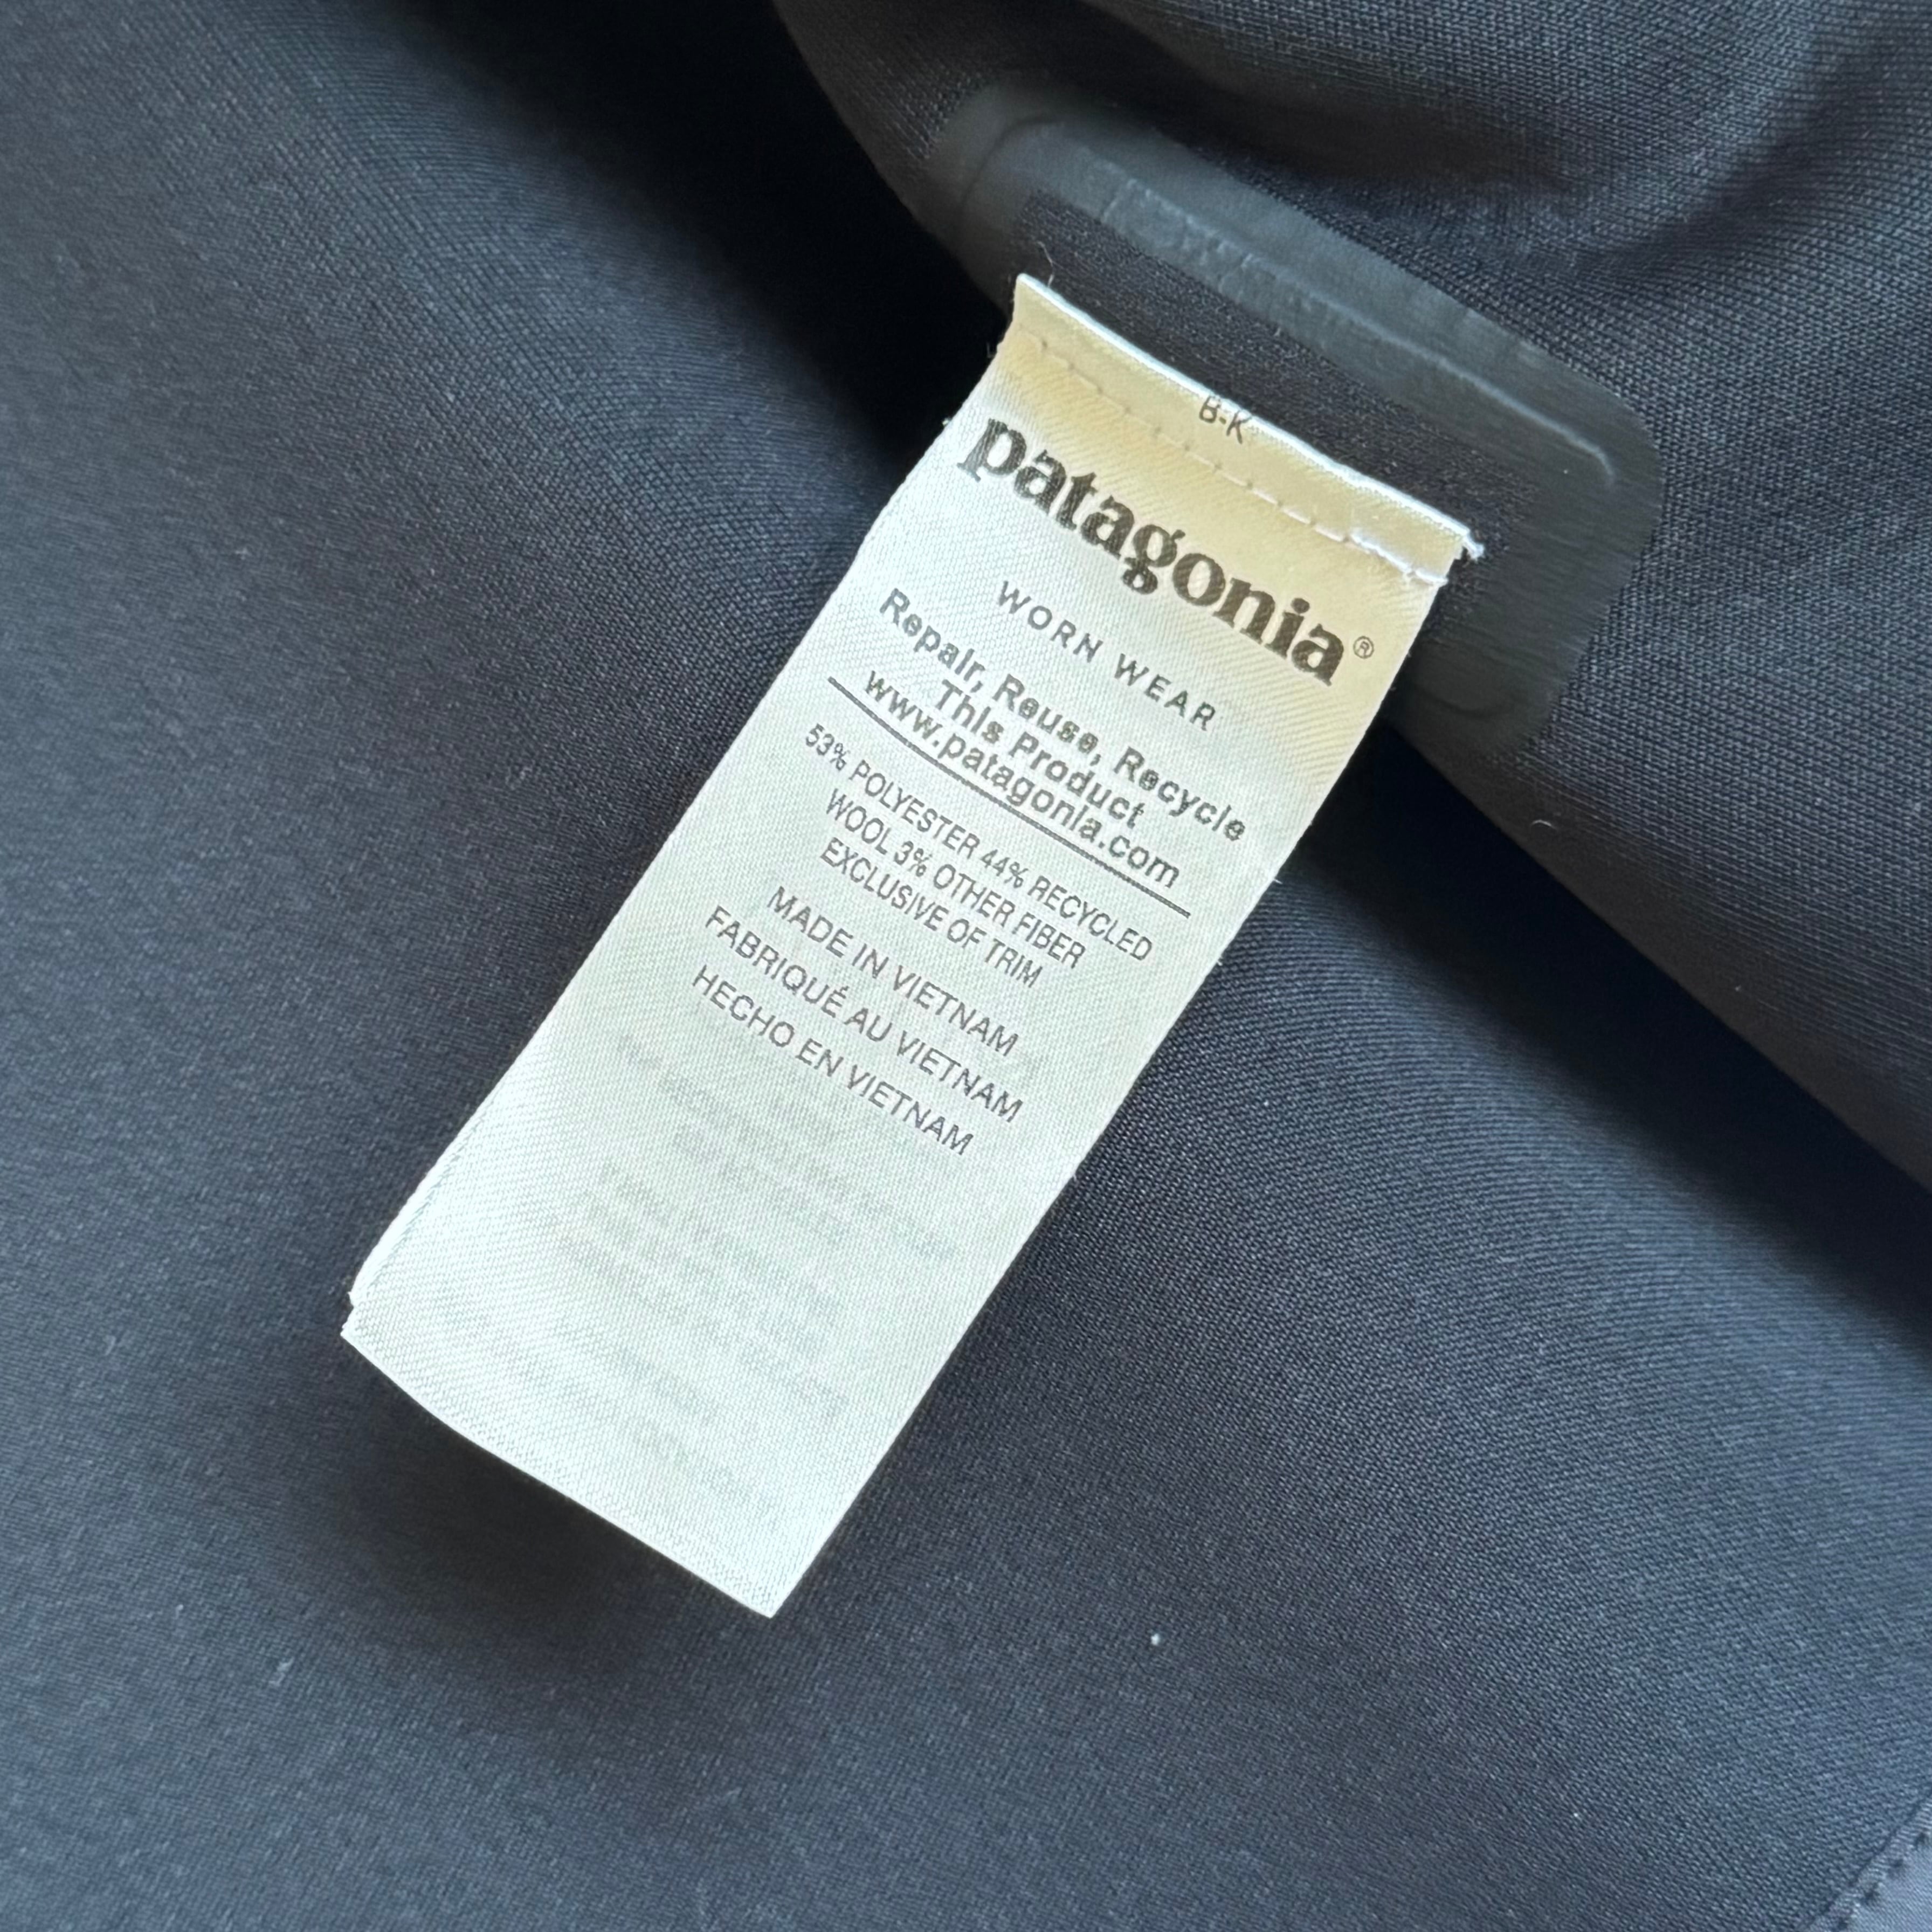 B-K
patagonia®
WORN WEAR
Repair, Reuse, Recycle
This Product
www.patagonia.com
53% POLYESTER 44% RECYCLED
WOOL 3% OTHER FIBER
EXCLUSIVE OF TRIM
MADE IN VIETNAM
FABRIQUÉ AU VIETNAM
HECHO EN VIETNAM